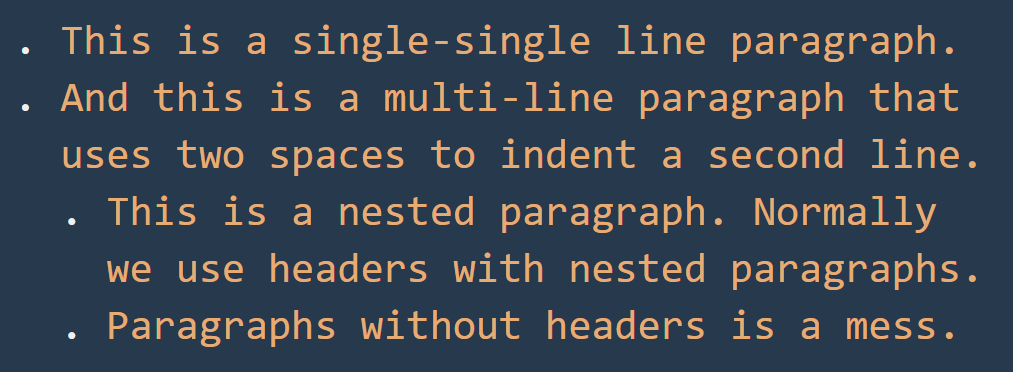 . This is a single-single line paragraph.
. And this is a multi-line paragraph that
  uses two spaces to indent a second line.
  . This is a nested paragraph. Normally
    we use headers with nested paragraphs.
  . Paragraphs without headers is a mess.